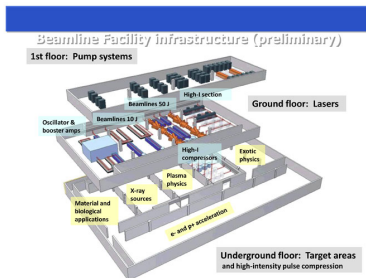 Beamline Facility infrastructure (preliminary)
1st floor: Pump systems
High-I section
Beamlines 50 J
Ground floor: Lasers
Beamlines 10 J
Oscillator &
booster amps
High-I
compressors
Exotic
physics
Plasma
physics
X-ray
sources
Material and
biological
applications
e- and p+ acceleration
Underground floor: Target areas
and high-intensity pulse compression